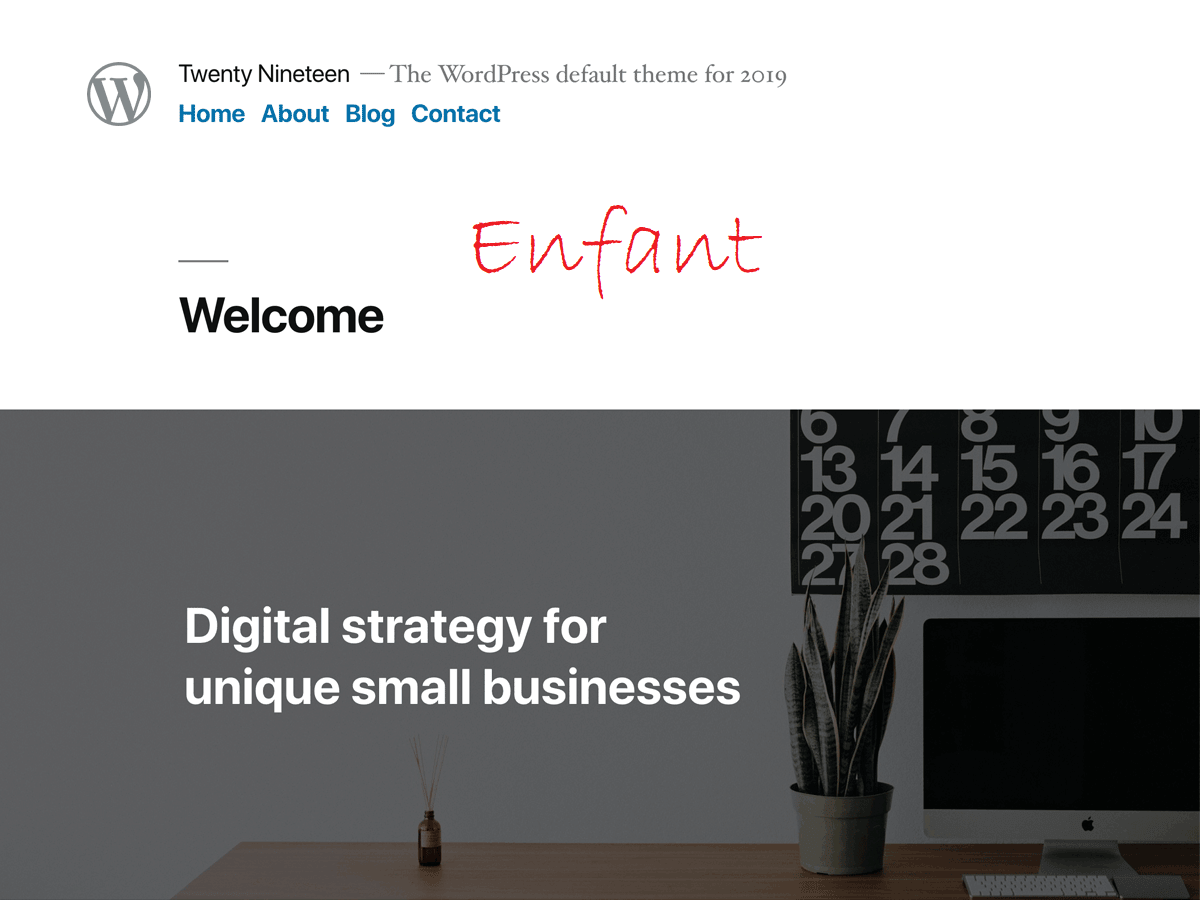 Twenty Nineteen — The WordPress default theme for 2019
Home About Blog Contact
Enfant
Welcome
6 7 8 9 10
13 14 15 16 17
20 21 22 23 24
27 28
Digital strategy for
unique small businesses